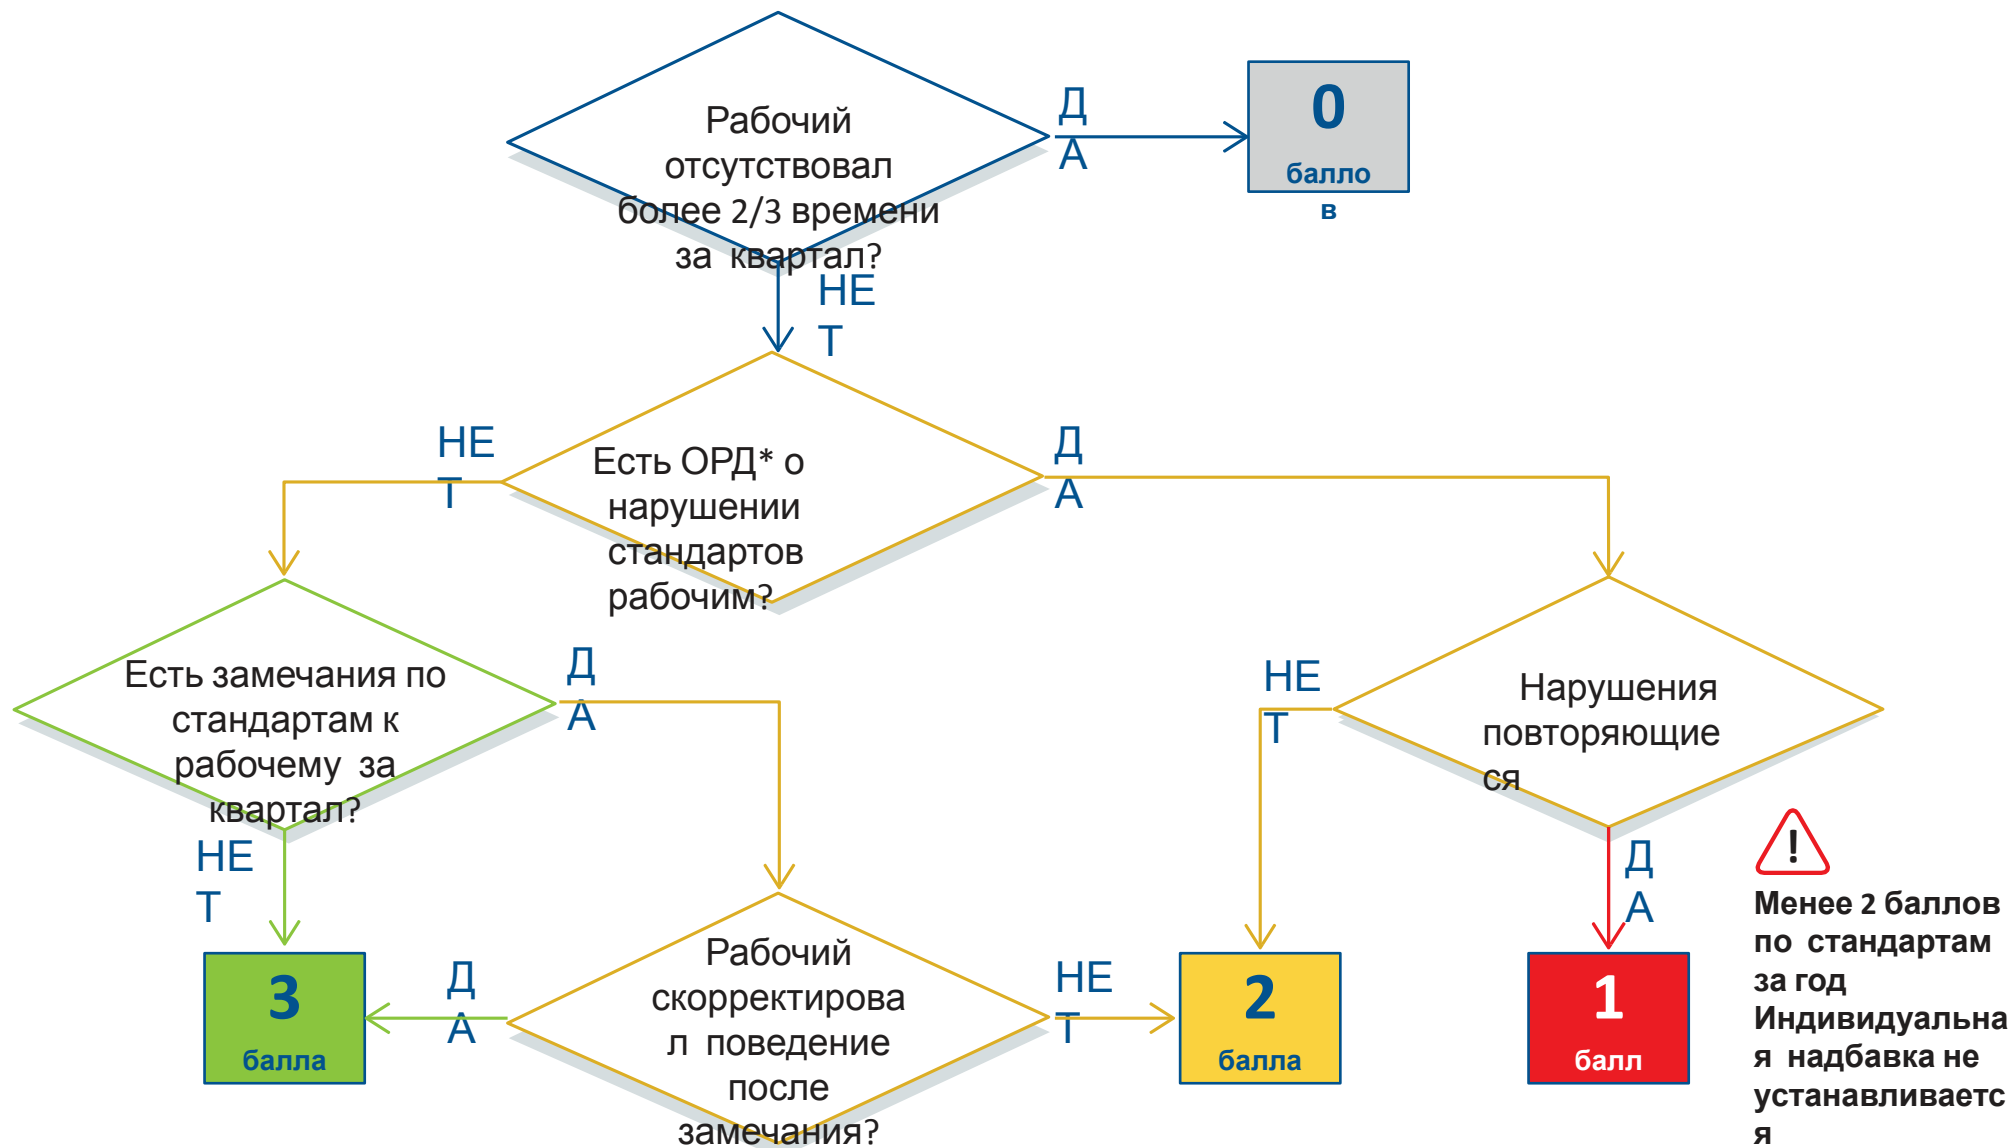 Рабочий
отсутствовал
более 2/3 времени
за квартал?
Д
А
0
балло
в
НЕ
Т
Есть ОРД* о
нарушении
стандартов
рабочим?
НЕ
Т
Д
А
Есть замечания по
стандартам к
рабочему за
квартал?
Д
А
НЕ
Т
Нарушения
повторяющие
ся
НЕ
Т
Д
А
!
Менее 2 баллов
по стандартам
за год
Индивидуальна
я надбавка не
устанавливаетс
я
3
балла
Д
А
Рабочий
скорректирова
л поведение
после
замечания?
НЕ
Т
2
балла
1
балл